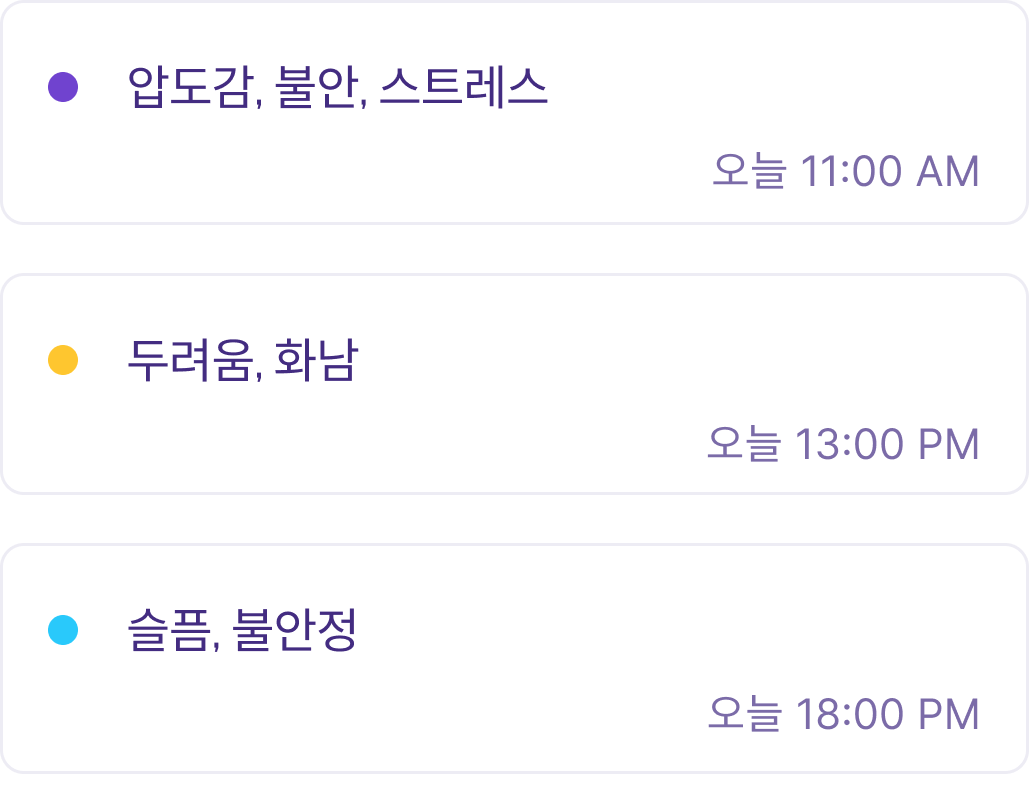 압도감, 불안, 스트레스
오늘 11:00 AM
두려움, 화남
오늘 13:00 PM
슬픔, 불안정
오늘 18:00 PM